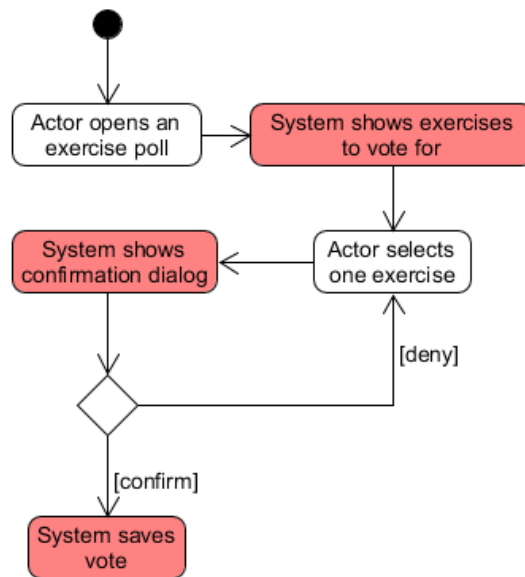 Actor opens an
exercise poll
System shows exercises
to vote for
System shows
confirmation dialog
Actor selects
one exercise
[deny]
[confirm]
System saves
vote